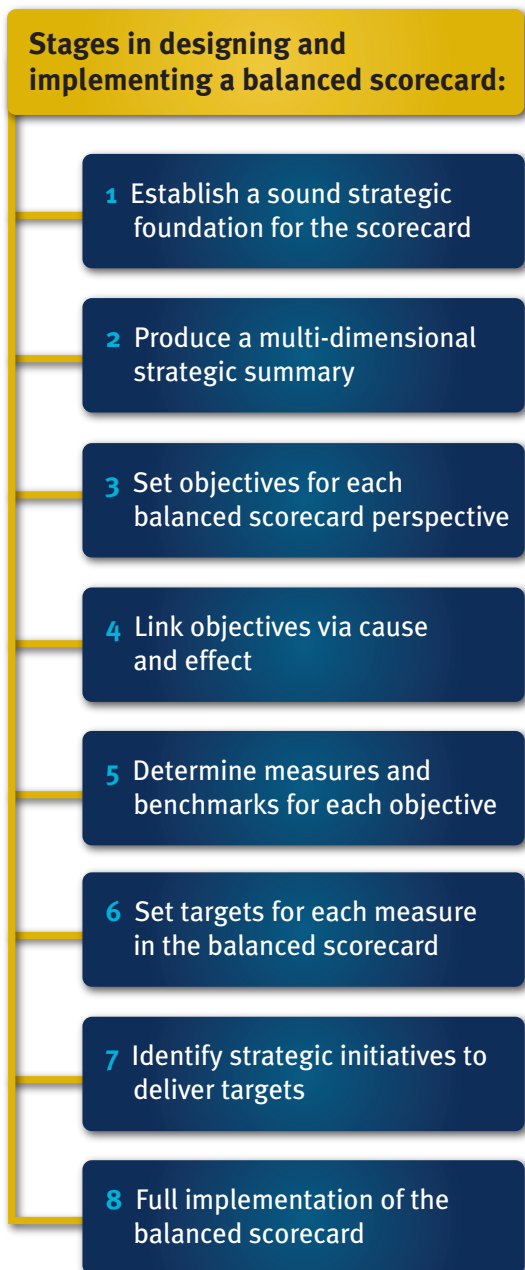 Stages in designing and
implementing a balanced scorecard:
1 Establish a sound strategic
foundation for the scorecard
2 Produce a multi-dimensional
strategic summary
3 Set objectives for each
balanced scorecard perspective
4 Link objectives via cause
and effect
5 Determine measures and
benchmarks for each objective
6 Set targets for each measure
in the balanced scorecard
7 Identify strategic initiatives to
deliver targets
8 Full implementation of the
balanced scorecard